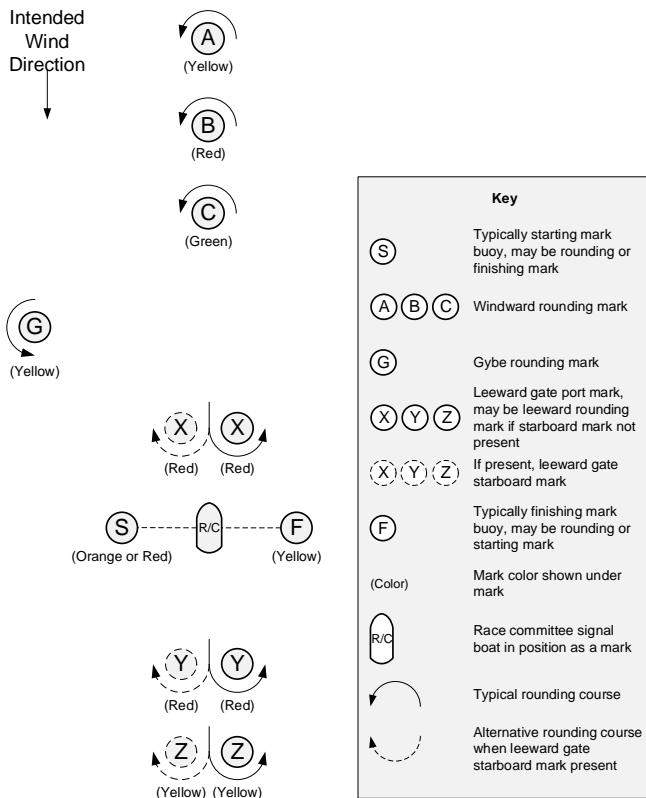 Intended
Wind
Direction
A
(Yellow)
B
(Red)
C
(Green)
G
(Yellow)
X X
(Red) (Red)
S R/C F
(Orange or Red) (Yellow)
Y Y
(Red) (Red)
Z Z
(Yellow) (Yellow)
Key
S
Typically starting mark
buoy, may be rounding or
finishing mark
A B C Windward rounding mark
G Gybe rounding mark
X Y Z
Leeward gate port mark,
may be leeward rounding
mark if starboard mark not
present
X Y Z
If present, leeward gate
starboard mark
F
Typically finishing mark
buoy, may be rounding or
starting mark
(Color)
Mark color shown under
mark
R/C
Race committee signal
boat in position as a mark
Typical rounding course
Alternative rounding course
when leeward gate
starboard mark present